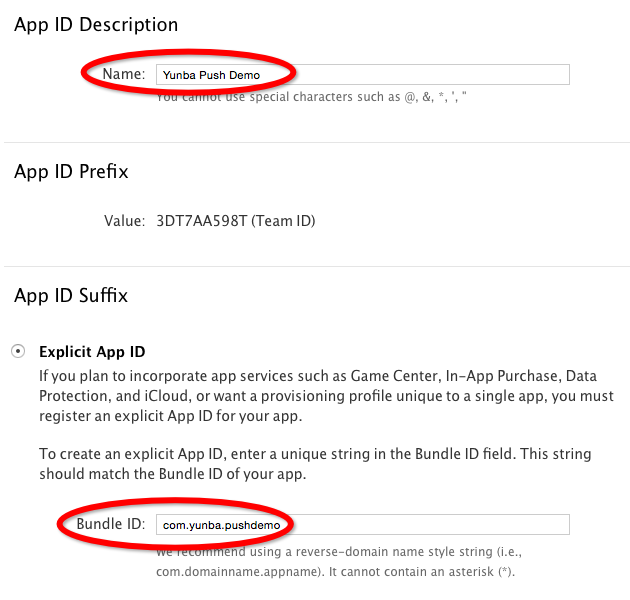 App ID Description
Name: Yunba Push Demo
You cannot use special characters such as @, &, *, ', "
App ID Prefix
Value: 3DT7AA598T (Team ID)
App ID Suffix
Explicit App ID
If you plan to incorporate app services such as Game Center, In-App Purchase, Data
Protection, and iCloud, or want a provisioning profile unique to a single app, you must
register an explicit App ID for your app.
To create an explicit App ID, enter a unique string in the Bundle ID field. This string
should match the Bundle ID of your app.
Bundle ID: com.yunba.pushdemo
We recommend using a reverse-domain name style string (i.e.,
com.domainname.appname). It cannot contain an asterisk (*).